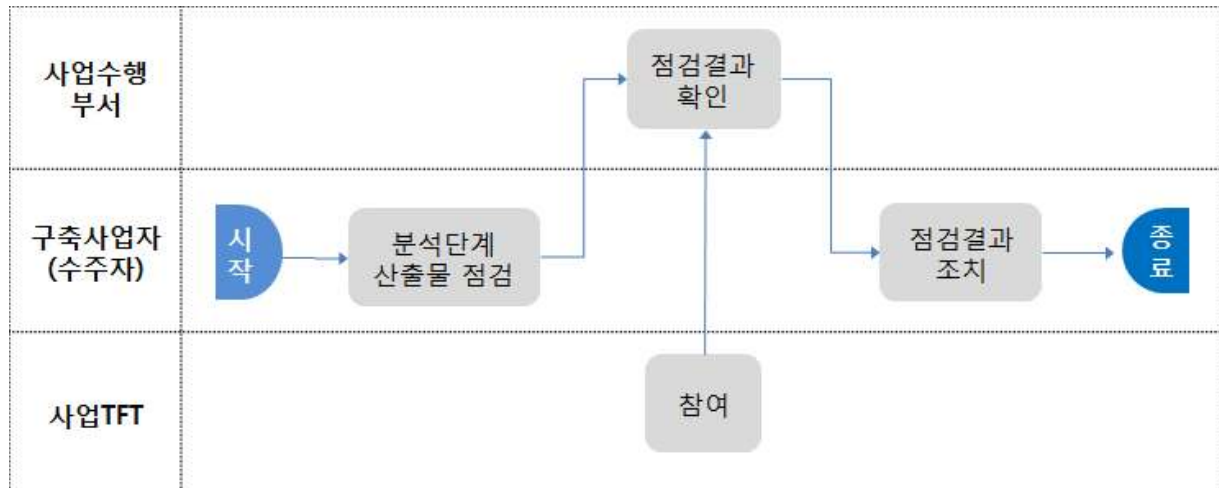 사업수행
부서
점검결과
확인
구축사업자
(수주자)
시
작
분석단계
산출물 점검
점검결과
조치
종
료
사업TFT
참여